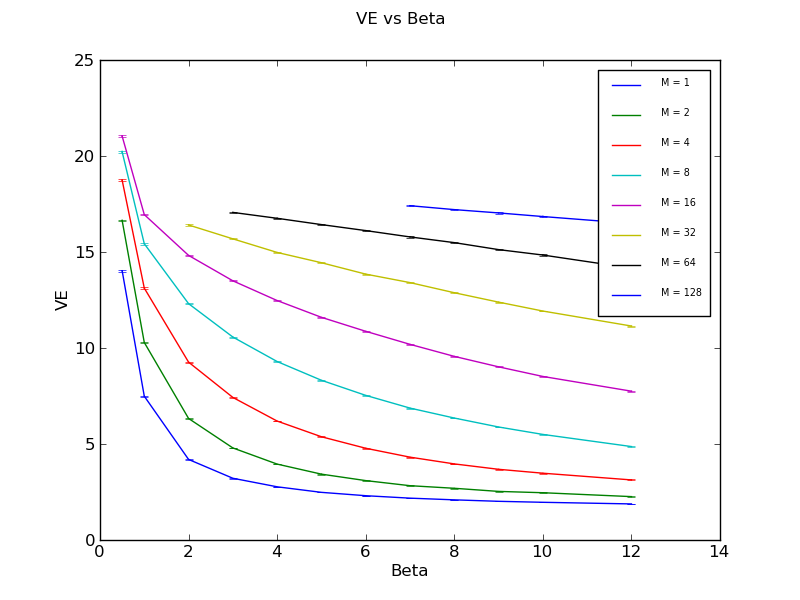 VE vs Beta
25
20
15
10
5
0
VE
M = 1
M = 2
M = 4
M = 8
M = 16
M = 32
M = 64
M = 128
0 2 4 6 8 10 12 14
Beta